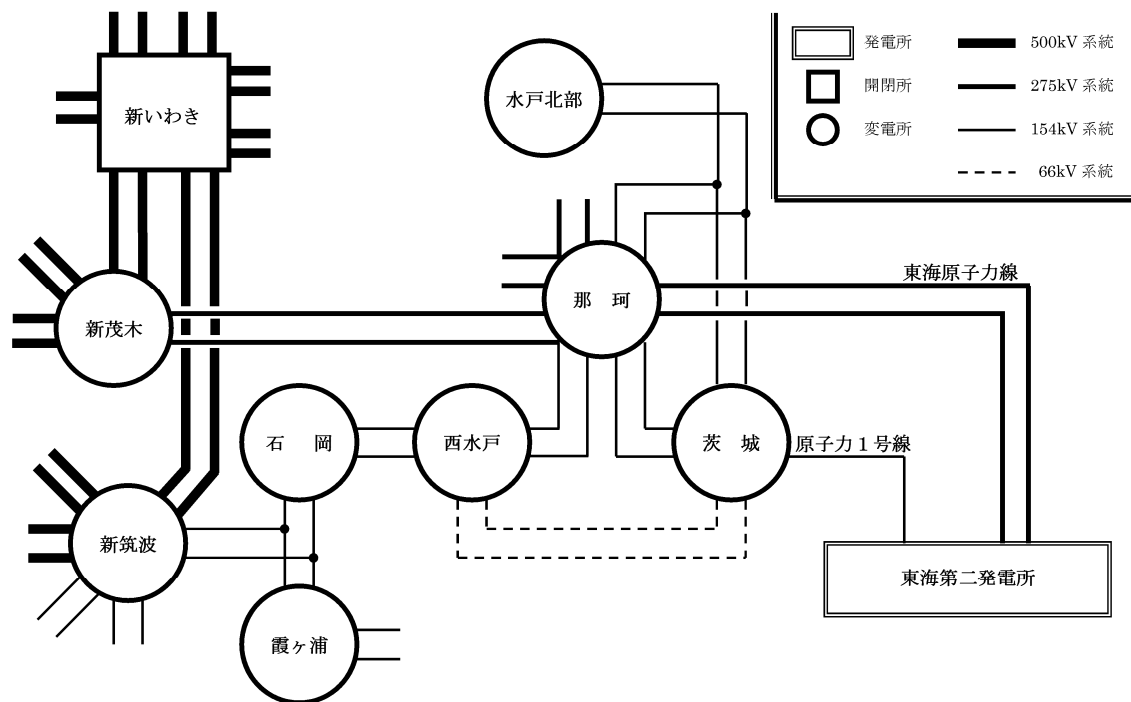 新いわき
水戸北部
発電所
500kV 系統
開閉所
275kV 系統
変電所
154kV 系統
66kV 系統
東海原子力線
那　珂
新茂木
石　岡
西水戸
茨　城
原子力１号線
新筑波
東海第二発電所
霞ヶ浦